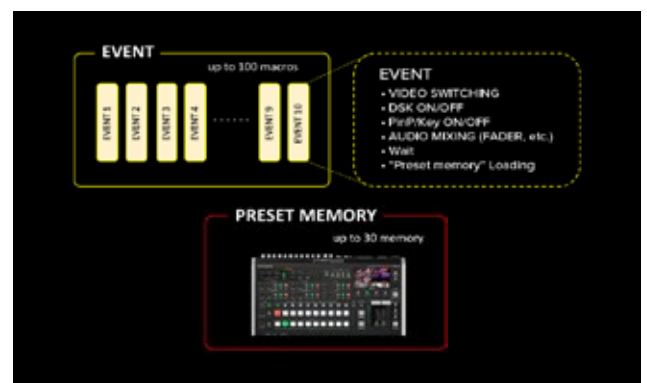 EVENT
up to 100 macros
EVENT 1
EVENT 2
EVENT 3
EVENT 4
......
EVENT 9
EVENT 10
EVENT
• VIDEO SWITCHING
• DSK ON/OFF
• PinP/Key ON/OFF
• AUDIO MIXING (FADER, etc.)
• Wait
• "Preset memory" Loading
PRESET MEMORY
up to 30 memory